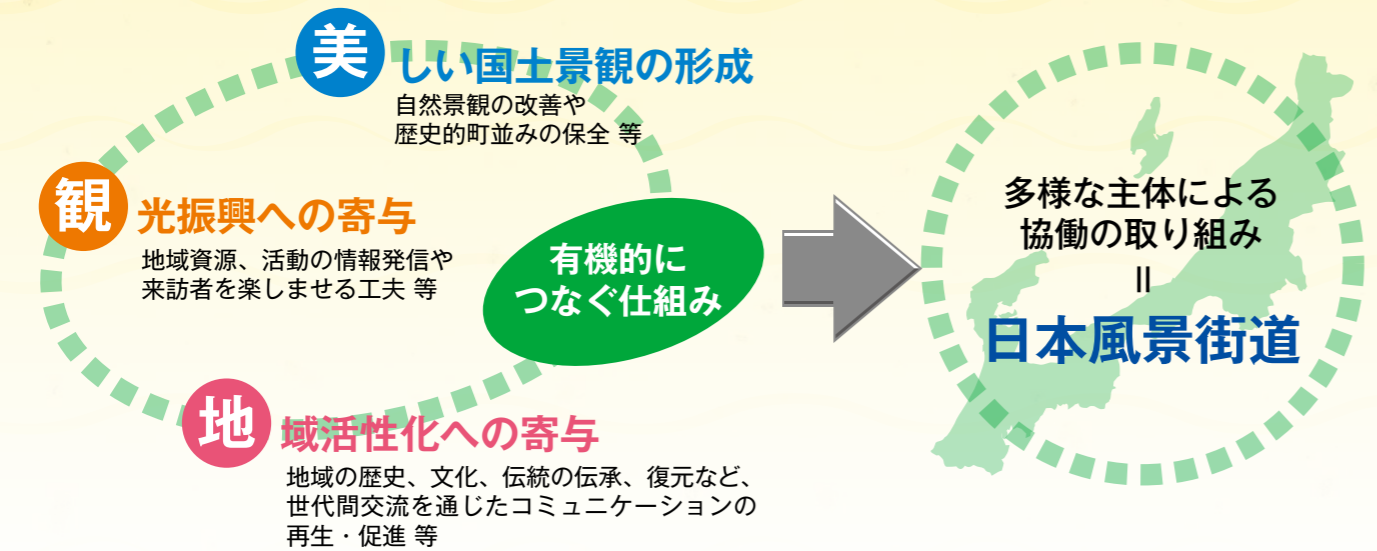 美しい国土景観の形成
自然景観の改善や
歴史的町並みの保全 等
観光振興への寄与
地域資源、活動の情報発信や
来訪者を楽しませる工夫 等
有機的に
つなぐ仕組み
地域活性化への寄与
地域の歴史、文化、伝統の伝承、復元など、
世代間交流を通じたコミュニケーションの
再生・促進 等
多様な主体による
協働の取り組み
＝
日本風景街道